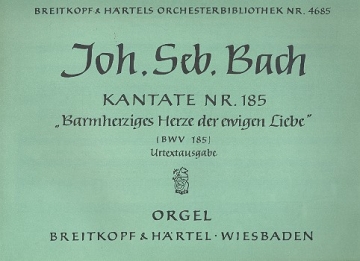 BREITKOPF & HÄRTELS ORCHESTERBIBLIOTHEK NR. 4685
Joh. Seb. Bach
KANTATE NR. 185
„Barmherziges Herze der ewigen Liebe"
(BWV 185)
Urtextausgabe
ORGEL
BREITKOPF & HÄRTEL · WIESBADEN